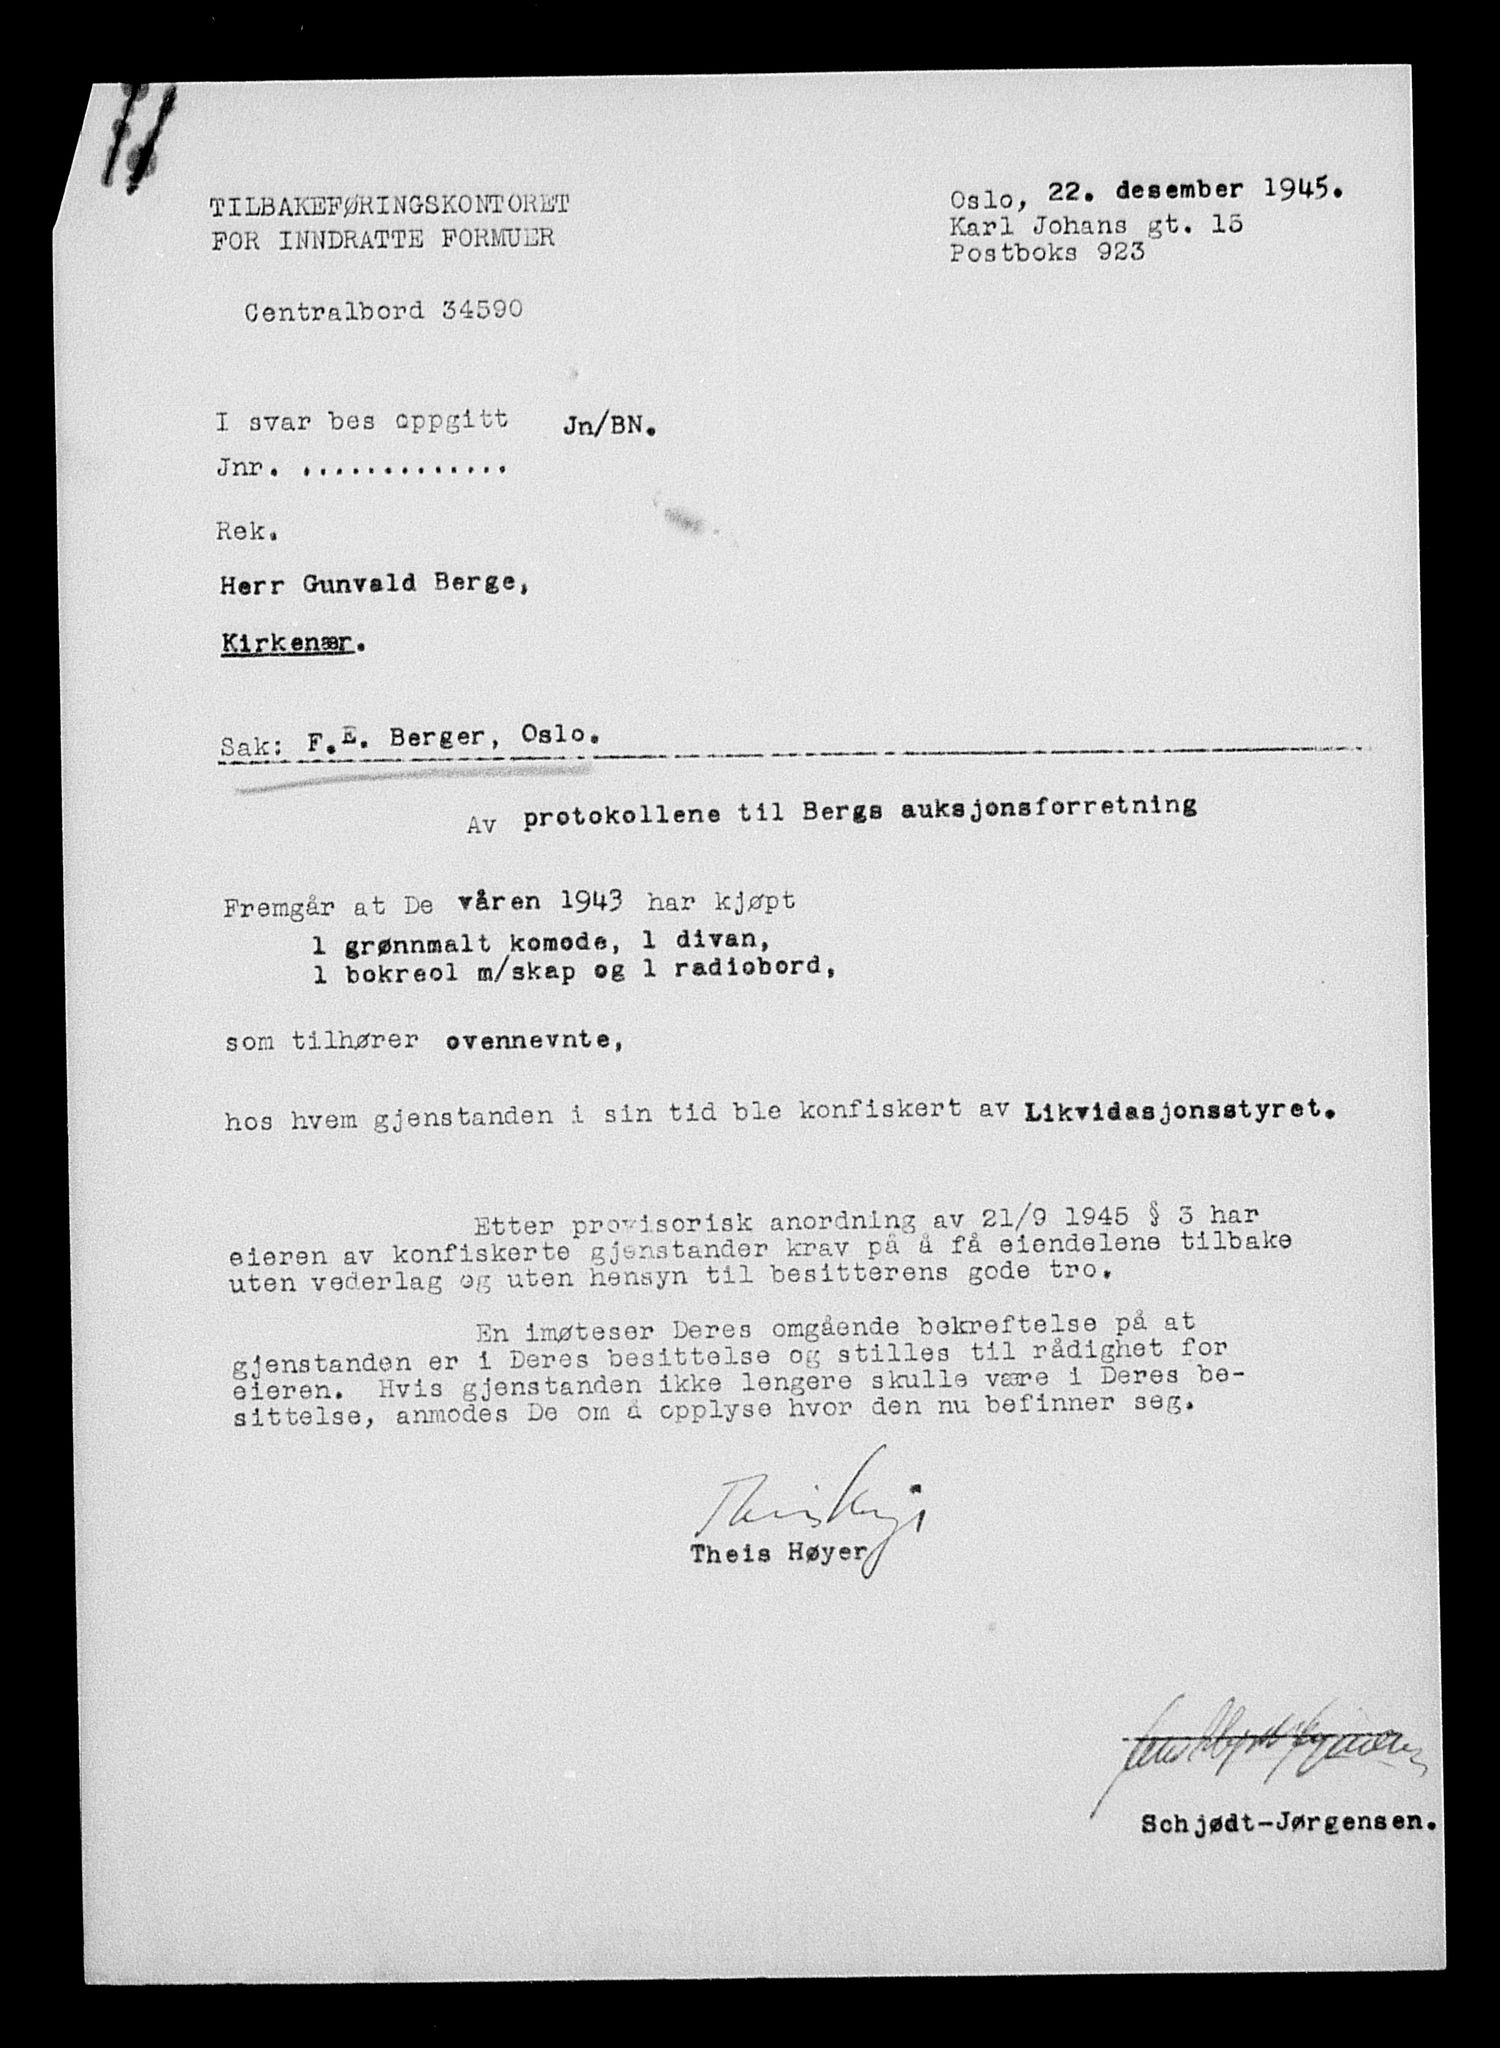 TILBAKEFØRINGSKONTORET
FOR INNDRATTE FORMUER
Centralbord 34590
Oslo, 22. desember 1945.
Karl Johans gt. 15
Postboks 923
I svar bes oppgitt Jn/BN.
Jnr. .............
Rek.
Herr Gunvald Berge,
Kirkenær.
Sak: F.E. Berger, Oslo.
Av protokollene til Bergs auksjonsforretning
Fremgår at De våren 1943 har kjøpt
1 grønnmalt komode, 1 divan,
1 bokreol m/skap og 1 radiobord,
som tilhører ovennevnte,
hos hvem gjenstanden i sin tid ble konfiskert av Likvidasjonsstyret.
Etter provisorisk anordning av 21/9 1945 § 3 har
eieren av konfiskerte gjenstander krav på å få eiendelene tilbake
uten vederlag og uten hensyn til besitterens gode tro.
En imøteser Deres omgående bekreftelse på at
gjenstanden er i Deres besittelse og stilles til rådighet for
eieren. Hvis gjenstanden ikke lengere skulle være i Deres be-
sittelse, anmodes De om å opplyse hvor den nu befinner seg.
Theis Høyer
Theis Høyer
Schjødt-Jørgensen.